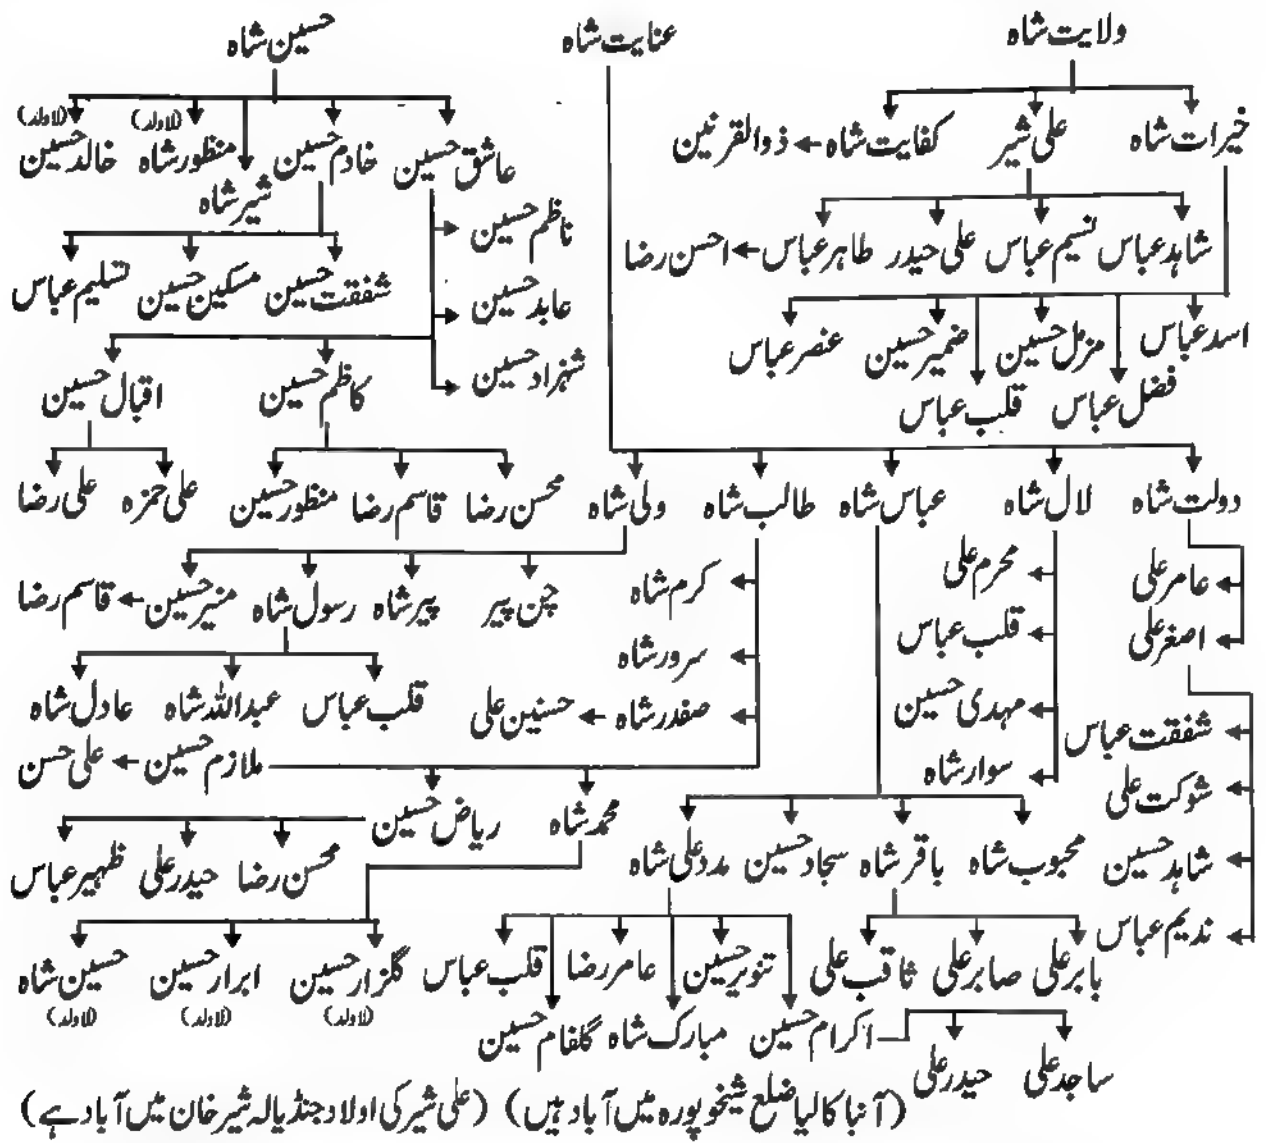 ولایت شاہ عنایت شاہ حسین شاہ
خیرات شاہ علی شیر کفایت شاہ ← ذوالقرنین
عاشق حسین خادم حسین شیر شاہ منظور شاہ (لاولد) خالد حسین (لاولد)
شاہد عباس نسیم عباس علی حیدر طاہر عباس ← احسن رضا
ناظم حسین
عابد حسین
شہزاد حسین
شفقت حسین مسکین حسین تسلیم عباس
اسد عباس فضل عباس مزمل حسین قلب عباس ضمیر حسین عنصر عباس
کاظم حسین اقبال حسین
دولت شاہ لال شاہ عباس شاہ طالب شاہ ولی شاہ
محسن رضا قاسم رضا منظور حسین علی حمزہ علی رضا
عامر علی
اصغر علی
محرم علی
قلب عباس
مہدی حسین
سوار شاہ
کرم شاہ
سرور شاہ
صفدر شاہ ← حسنین علی
چن پیر پیر شاہ رسول شاہ منیر حسین ← قاسم رضا
قلب عباس عبداللہ شاہ عادل شاہ
ملازم حسین ← علی حسن
شفقت عباس
شوکت علی
شاہد حسین
ندیم عباس
محمد شاہ ریاض حسین
محبوب شاہ باقر شاہ سجاد حسین مدد علی شاہ
محسن رضا حیدر علی ظہیر عباس
بابر علی صابر علی ثاقب علی
اکرام حسین تنویر حسین مبارک شاہ عامر رضا گلفام حسین قلب عباس
گلزار حسین (لاولد) ابرار حسین (لاولد) حسین شاہ (لاولد)
ساجد علی حیدر علی
(آنبا کالیا ضلع شیخوپورہ میں آباد ہیں) (علی شیر کی اولاد جنڈیالہ شیر خان میں آباد ہے)